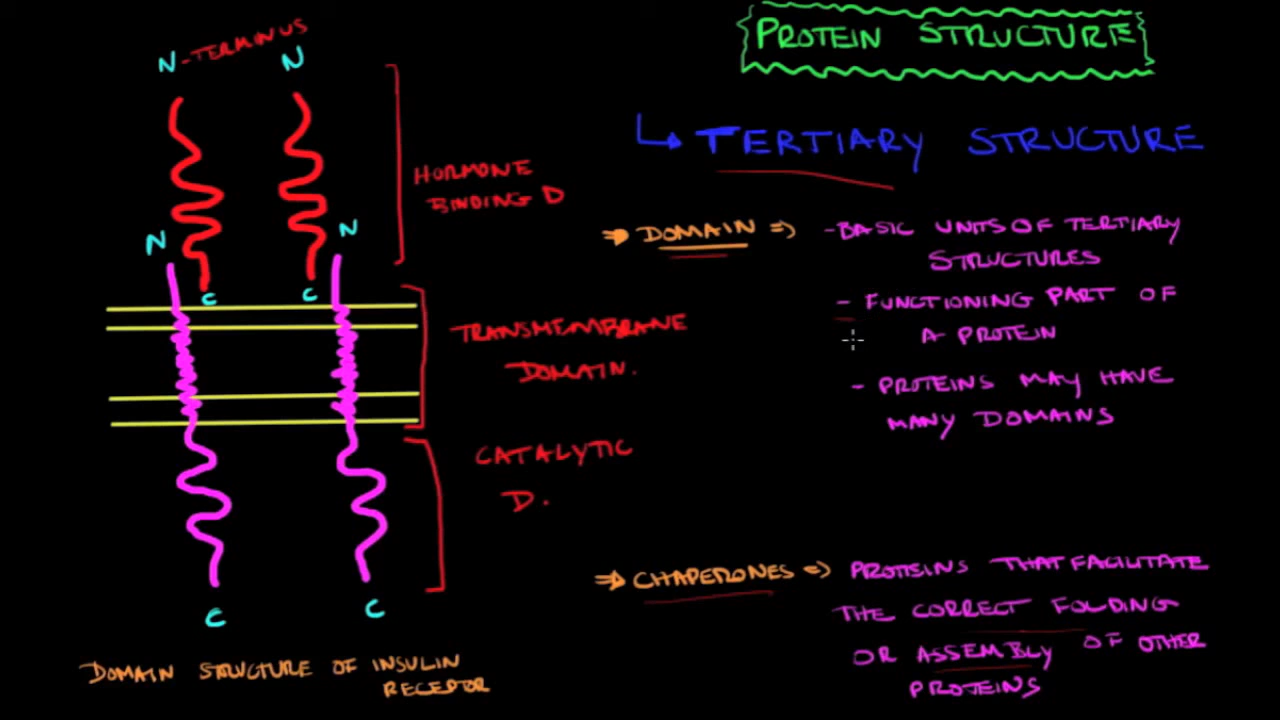 PROTEIN STRUCTURE
TERTIARY STRUCTURE
N-TERMINUS
N
HORMONE
BINDING D
N
N
C
C
TRANSMEMBRANE
DOMAIN.
CATALYTIC
D.
C
C
DOMAIN STRUCTURE OF INSULIN
RECEPTOR
⇒ DOMAIN ⇒ - BASIC UNITS OF TERTIARY
STRUCTURES
- FUNCTIONING PART OF
A PROTEIN
- PROTEINS MAY HAVE
MANY DOMAINS
⇒ CHAPERONES ⇒ PROTEINS THAT FACILITATE
THE CORRECT FOLDING
OR ASSEMBLY OF OTHER
PROTEINS